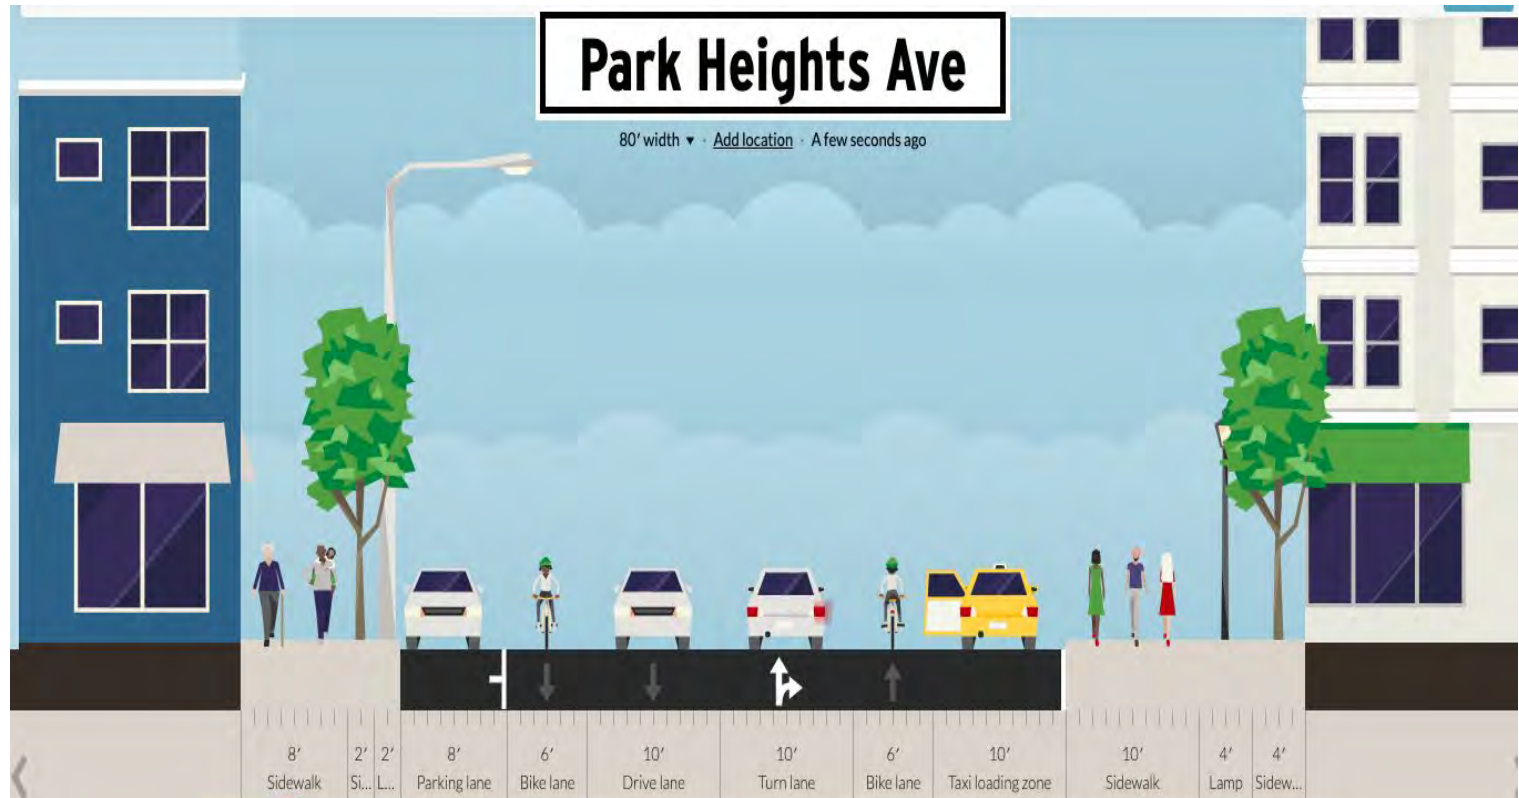 Park Heights Ave
80′ width ▾ · Add location · A few seconds ago
8′ 2′ 2′ 8′ 6′ 10′ 10′ 6′ 10′ 10′ 4′ 4′
Sidewalk Si... L... Parking lane Bike lane Drive lane Turn lane Bike lane Taxi loading zone Sidewalk Lamp Sidew...